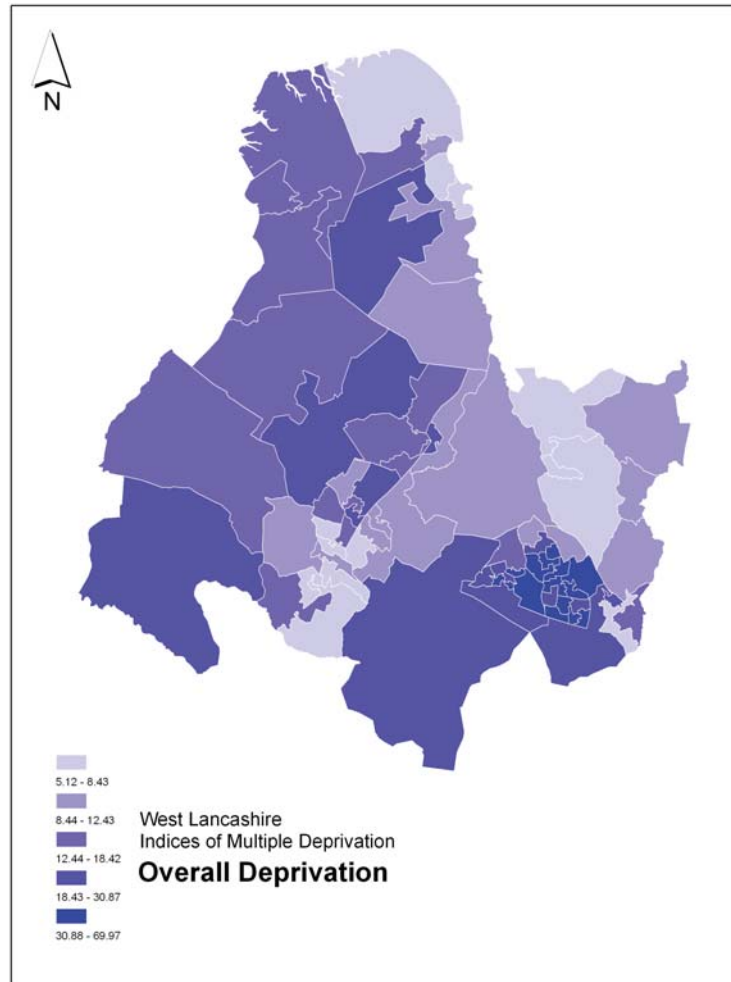 N
5.12 - 8.43
8.44 - 12.43
12.44 - 18.42
18.43 - 30.87
30.88 - 69.97
West Lancashire
Indices of Multiple Deprivation
Overall Deprivation